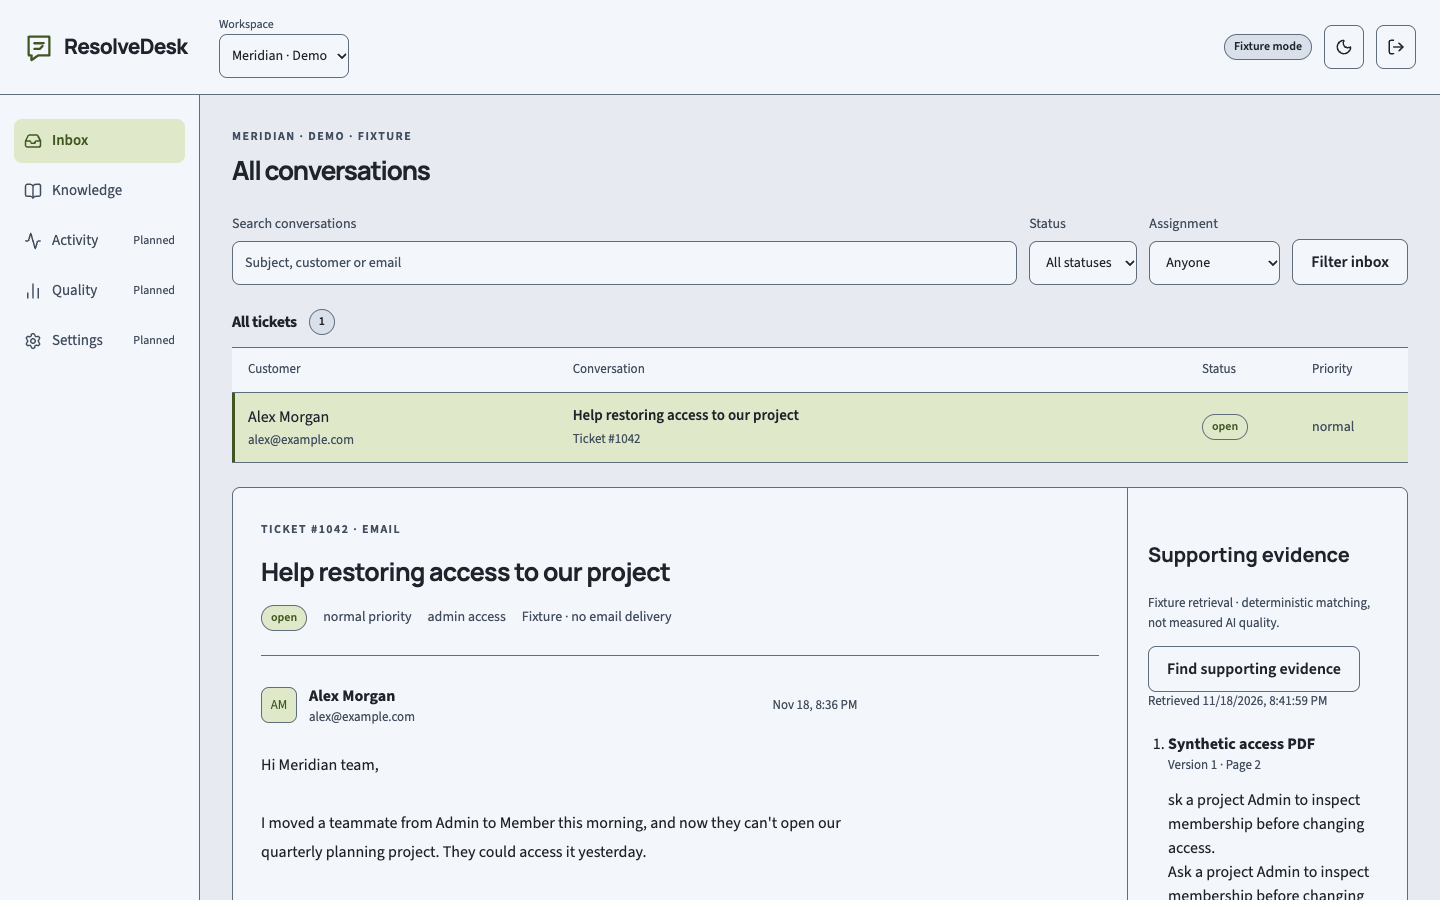 ResolveDesk
Workspace
Meridian · Demo
Fixture mode
Inbox
Knowledge
Activity Planned
Quality Planned
Settings Planned
MERIDIAN · DEMO · FIXTURE
All conversations
Search conversations
Status
Assignment
Subject, customer or email
All statuses
Anyone
Filter inbox
All tickets 1
Customer Conversation Status Priority
Alex Morgan
alex@example.com
Help restoring access to our project
Ticket #1042
open
normal
TICKET #1042 · EMAIL
Help restoring access to our project
open normal priority admin access Fixture · no email delivery
AM
Alex Morgan
alex@example.com
Nov 18, 8:36 PM
Hi Meridian team,
I moved a teammate from Admin to Member this morning, and now they can't open our
quarterly planning project. They could access it yesterday.
Supporting evidence
Fixture retrieval · deterministic matching,
not measured AI quality.
Find supporting evidence
Retrieved 11/18/2026, 8:41:59 PM
1. Synthetic access PDF
Version 1 · Page 2
sk a project Admin to inspect
membership before changing
access.
Ask a project Admin to inspect
membership before changing